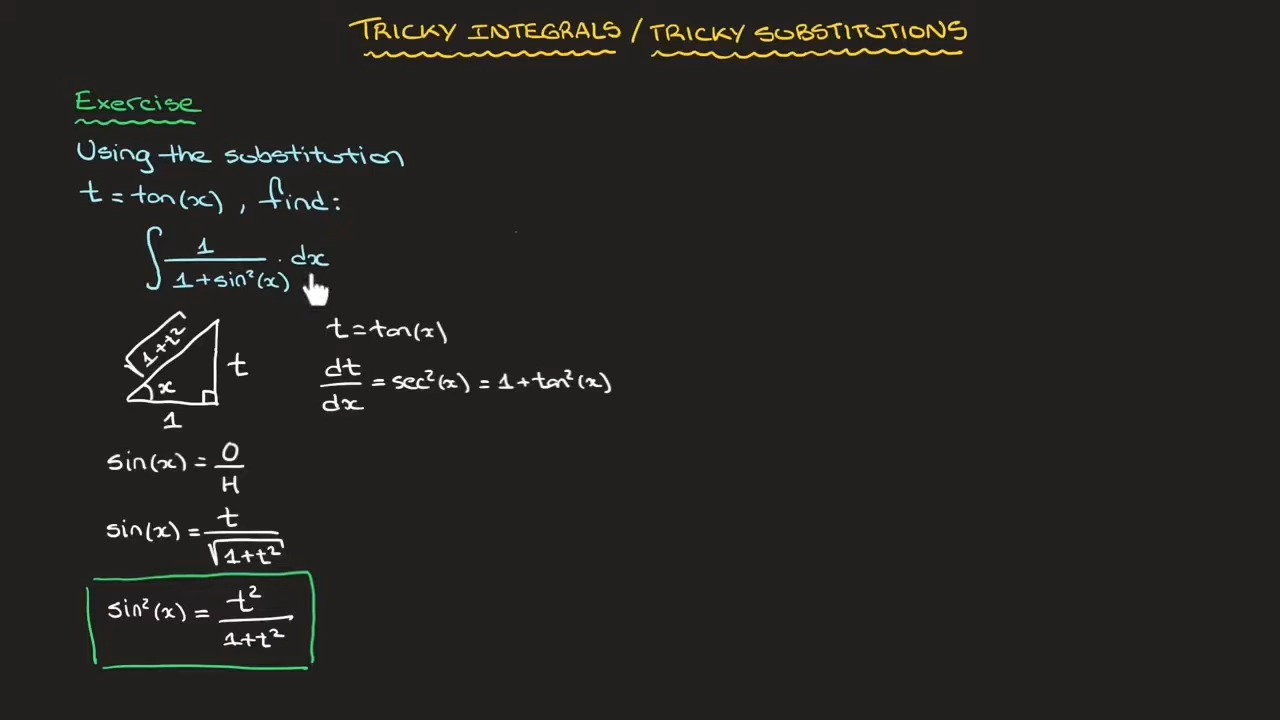 TRICKY INTEGRALS / TRICKY SUBSTITUTIONS
Exercise
Using the substitution
t = tan(x), find:
∫ 1/(1+sin²(x)) · dx
√1+t²
x
t
1
t = tan(x)
dt/dx = sec²(x) = 1+tan²(x)
sin(x) = O/H
sin(x) = t/√(1+t²)
sin²(x) = t²/(1+t²)